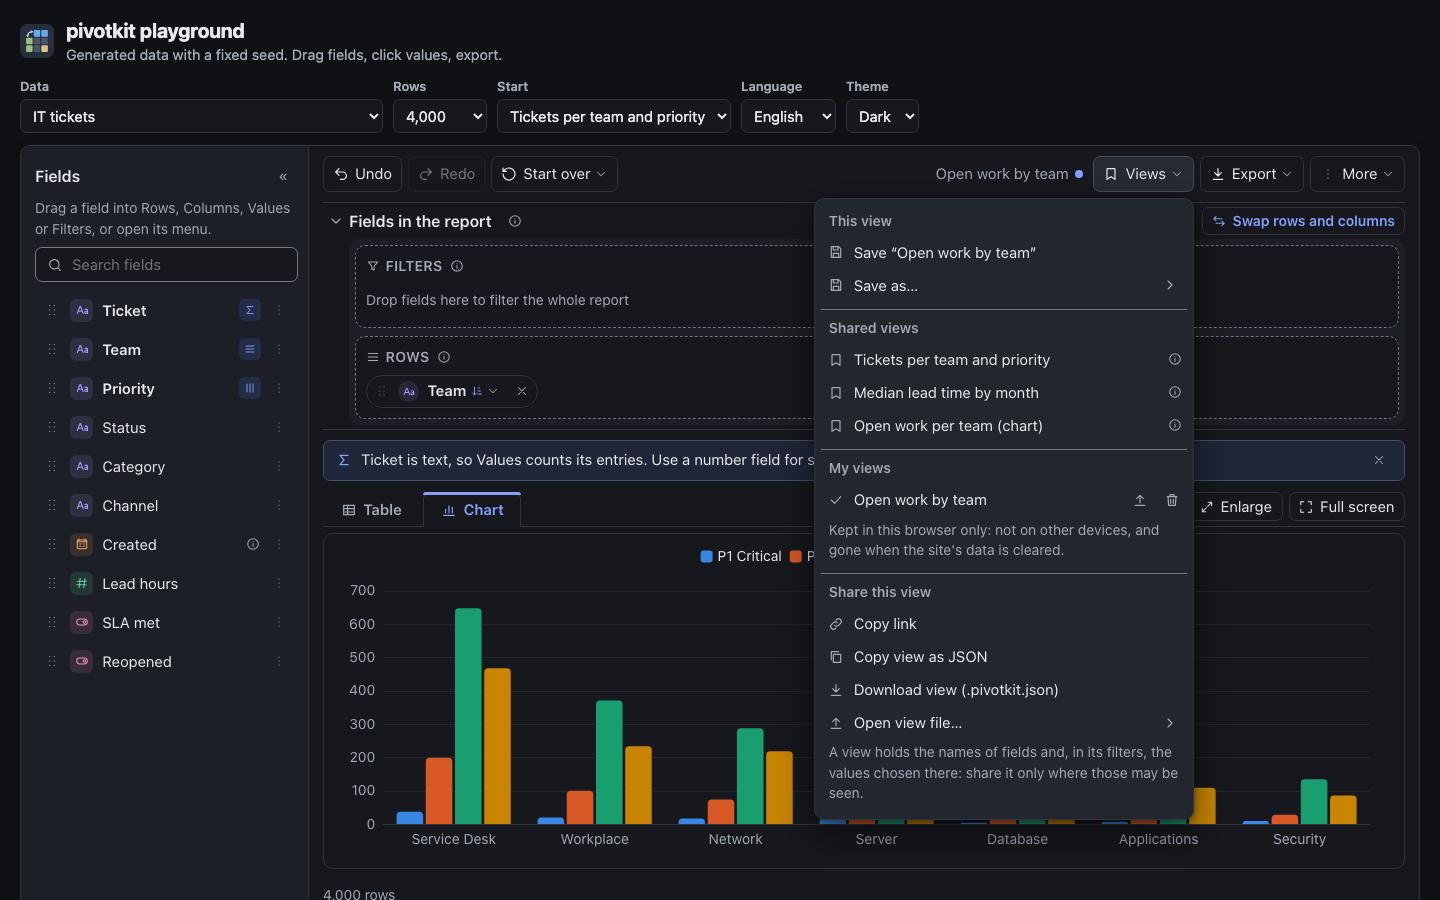 pivotkit playground
Generated data with a fixed seed. Drag fields, click values, export.
Data
Rows
Start
Language
Theme
IT tickets
4,000
Tickets per team and priority
English
Dark
Fields
«
Drag a field into Rows, Columns, Values
or Filters, or open its menu.
Search fields
Aa Ticket Σ
Aa Team
Aa Priority
Aa Status
Aa Category
Aa Channel
Created
# Lead hours
SLA met
Reopened
Undo
Redo
Start over
Open work by team
Views
Export
More
Fields in the report
Swap rows and columns
FILTERS
Drop fields here to filter the whole report
ROWS
Aa Team
Σ Ticket is text, so Values counts its entries. Use a number field for s
Table
Chart
Enlarge
Full screen
P1 Critical
P
700
600
500
400
300
200
100
0
Service Desk
Workplace
Network
Server
Database
Applications
Security
4,000 rows
This view
Save “Open work by team”
Save as...
Shared views
Tickets per team and priority
Median lead time by month
Open work per team (chart)
My views
Open work by team
Kept in this browser only: not on other devices, and
gone when the site's data is cleared.
Share this view
Copy link
Copy view as JSON
Download view (.pivotkit.json)
Open view file...
A view holds the names of fields and, in its filters, the
values chosen there: share it only where those may be
seen.